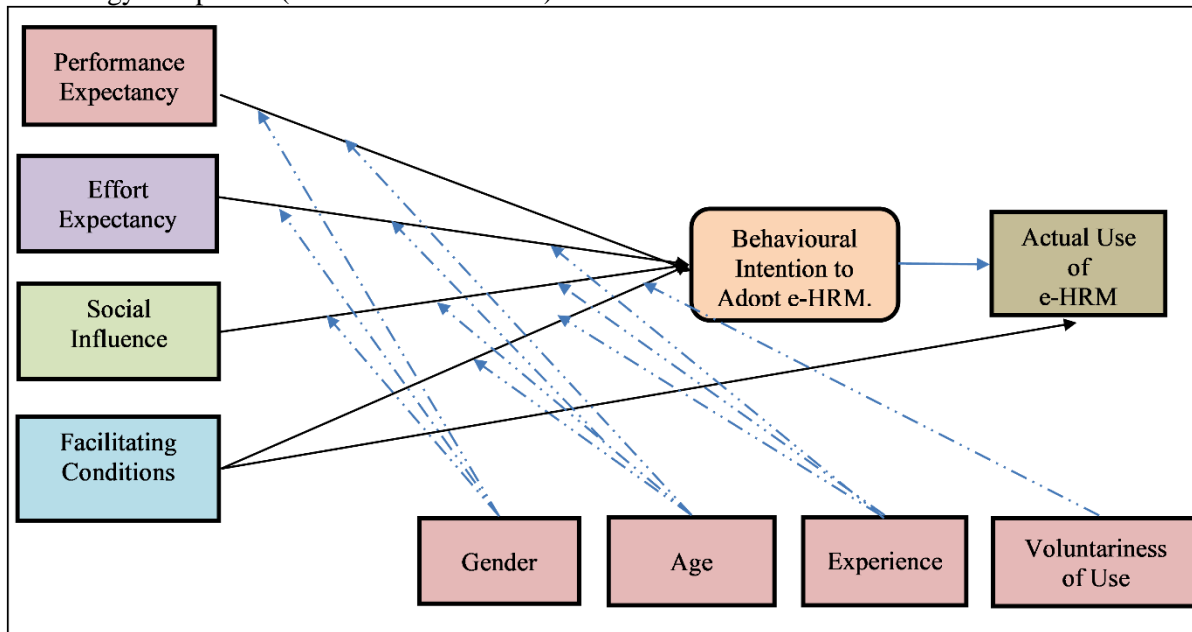 Performance
Expectancy
Effort
Expectancy
Social
Influence
Facilitating
Conditions
Behavioural
Intention to
Adopt e-HRM.
Actual Use
of
e-HRM
Gender
Age
Experience
Voluntariness
of Use